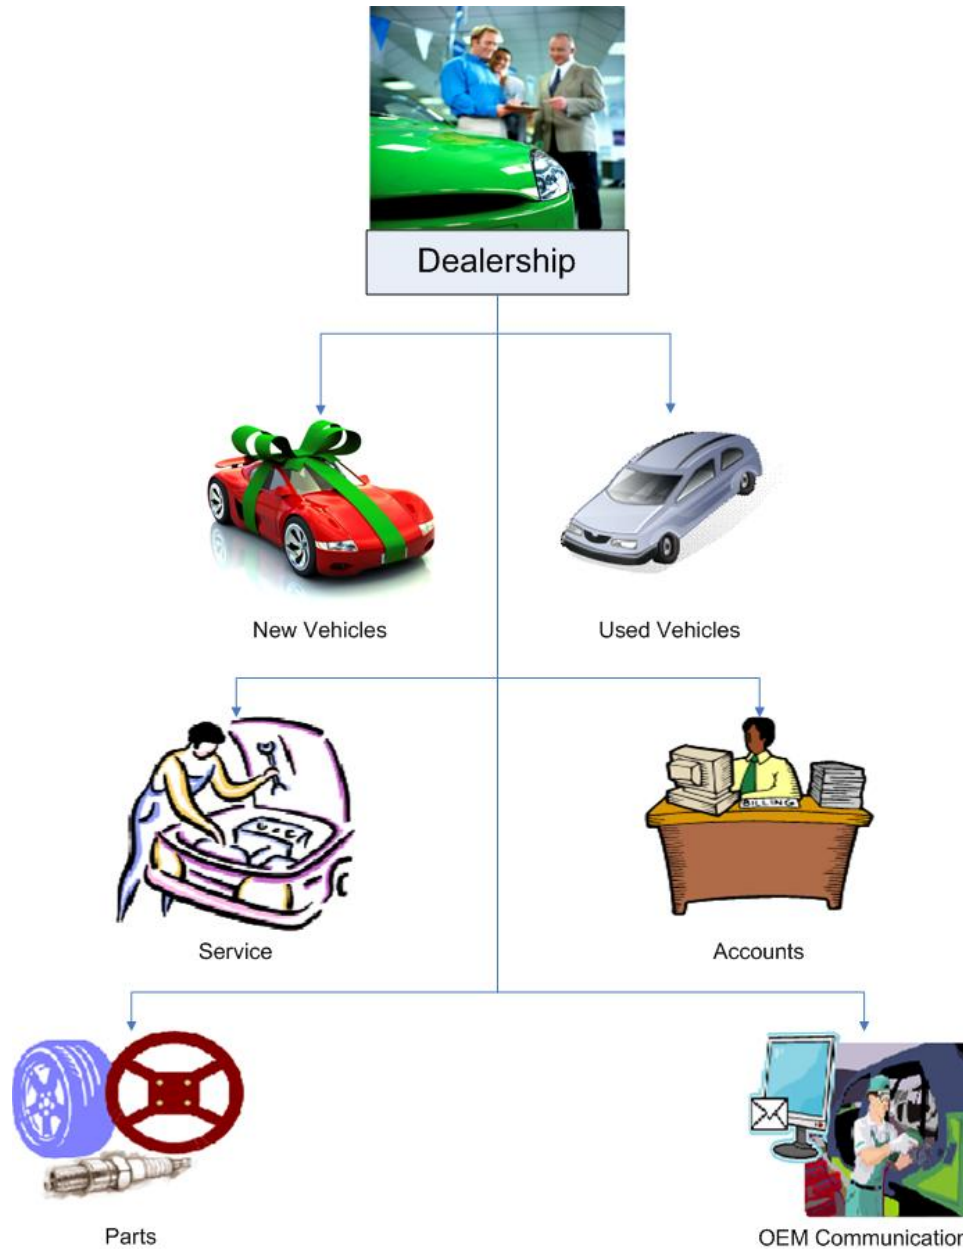 Dealership
New Vehicles
Used Vehicles
BILLING
Service
Accounts
Parts
OEM Communication